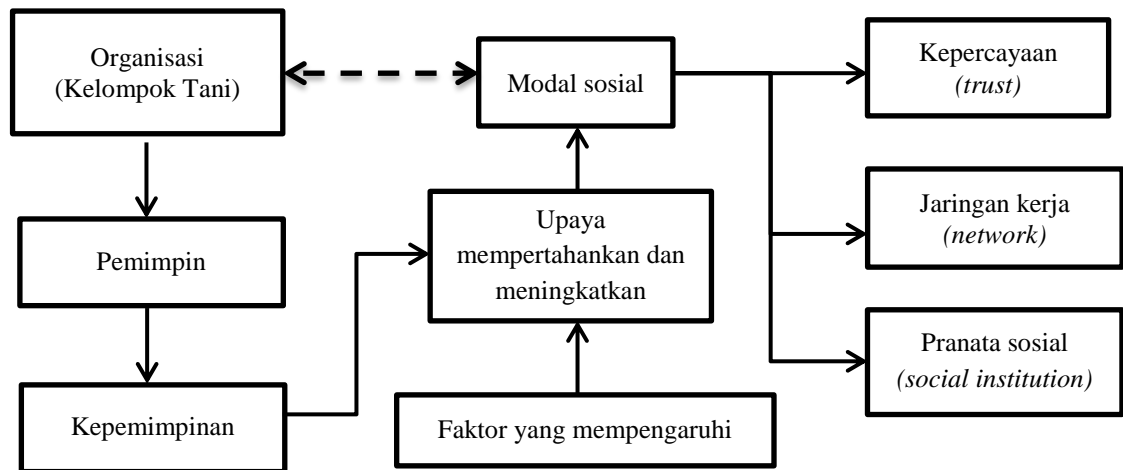 Organisasi
(Kelompok Tani)
Modal sosial
Kepercayaan
(trust)
Pemimpin
Upaya
mempertahankan dan
meningkatkan
Jaringan kerja
(network)
Kepemimpinan
Faktor yang mempengaruhi
Pranata sosial
(social institution)